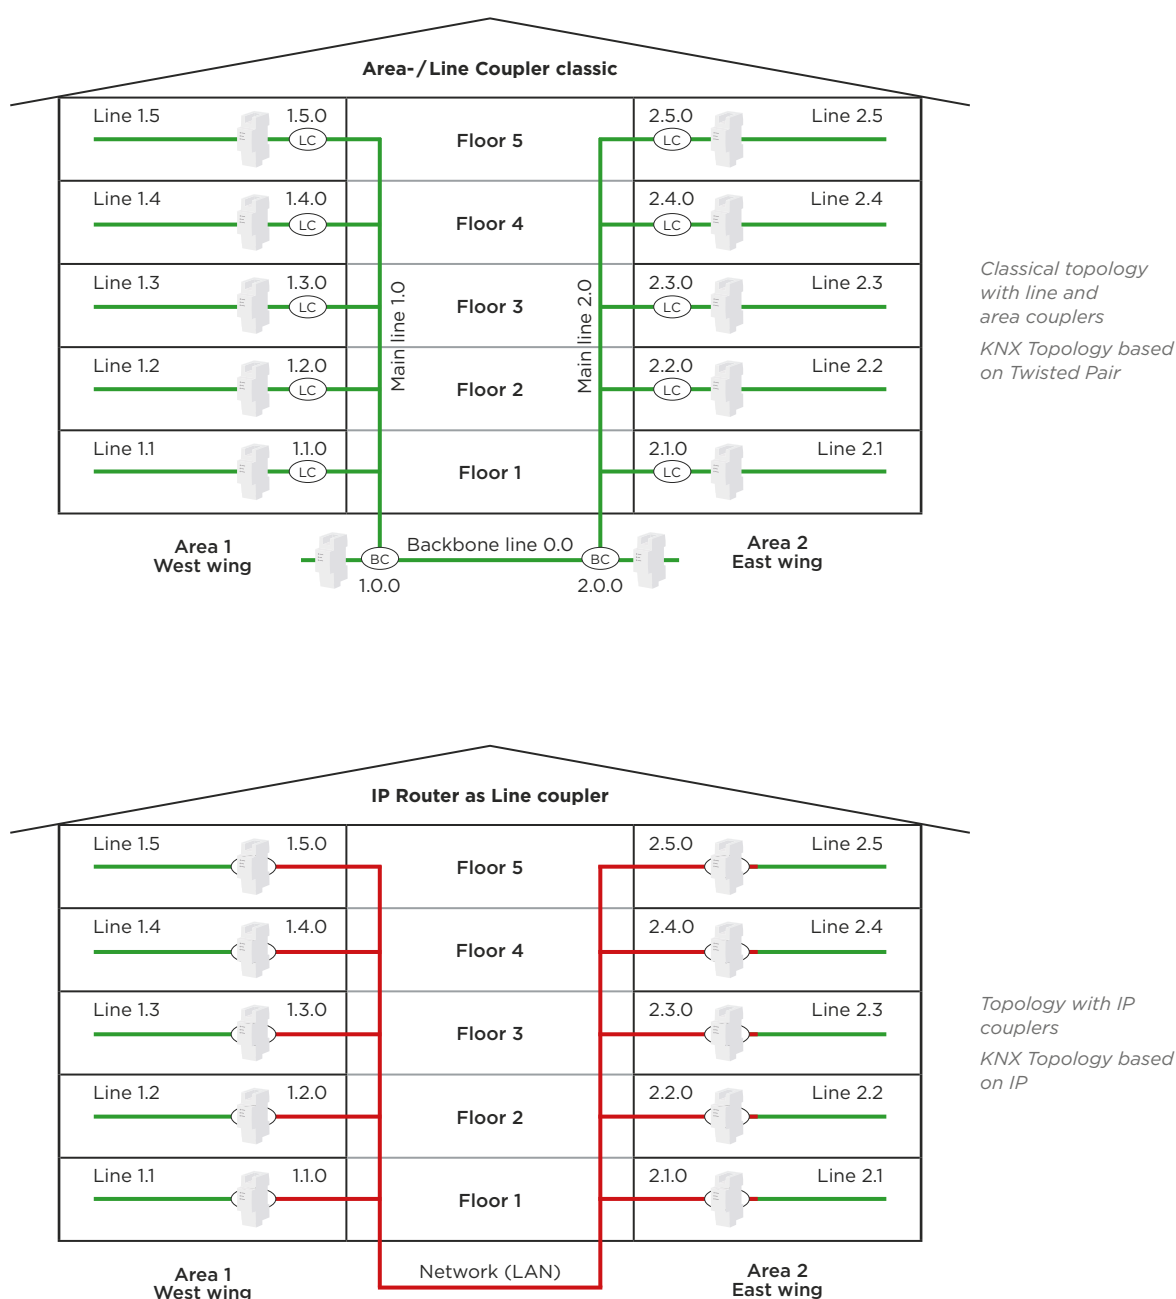 Area-/Line Coupler classic
Line 1.5
1.5.0
LC
Floor 5
2.5.0
LC
Line 2.5
Line 1.4
1.4.0
LC
Floor 4
2.4.0
LC
Line 2.4
Line 1.3
1.3.0
LC
Main line 1.0
Floor 3
Main line 2.0
2.3.0
LC
Line 2.3
Line 1.2
1.2.0
LC
Floor 2
2.2.0
LC
Line 2.2
Line 1.1
1.1.0
LC
Floor 1
2.1.0
LC
Line 2.1
Area 1
West wing
BC
1.0.0
Backbone line 0.0
BC
2.0.0
Area 2
East wing
Classical topology
with line and
area couplers
KNX Topology based
on Twisted Pair
IP Router as Line coupler
Line 1.5
1.5.0
Floor 5
2.5.0
Line 2.5
Line 1.4
1.4.0
Floor 4
2.4.0
Line 2.4
Line 1.3
1.3.0
Floor 3
2.3.0
Line 2.3
Line 1.2
1.2.0
Floor 2
2.2.0
Line 2.2
Line 1.1
1.1.0
Floor 1
2.1.0
Line 2.1
Area 1
West wing
Network (LAN)
Area 2
East wing
Topology with IP
couplers
KNX Topology based
on IP